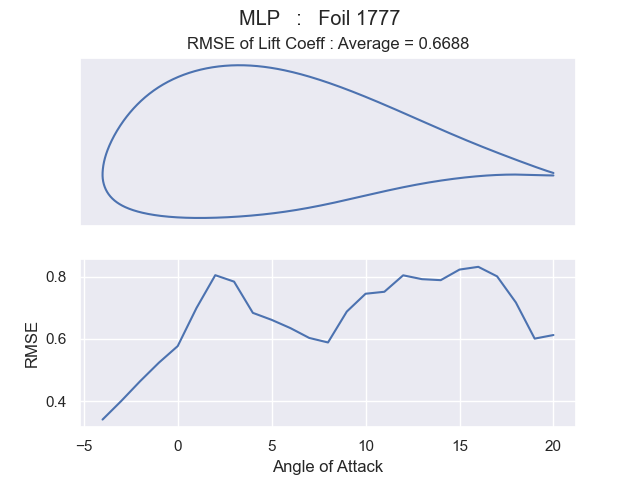 MLP : Foil 1777
RMSE of Lift Coeff : Average = 0.6688
0.8
0.6
0.4
RMSE
−5 0 5 10 15 20
Angle of Attack